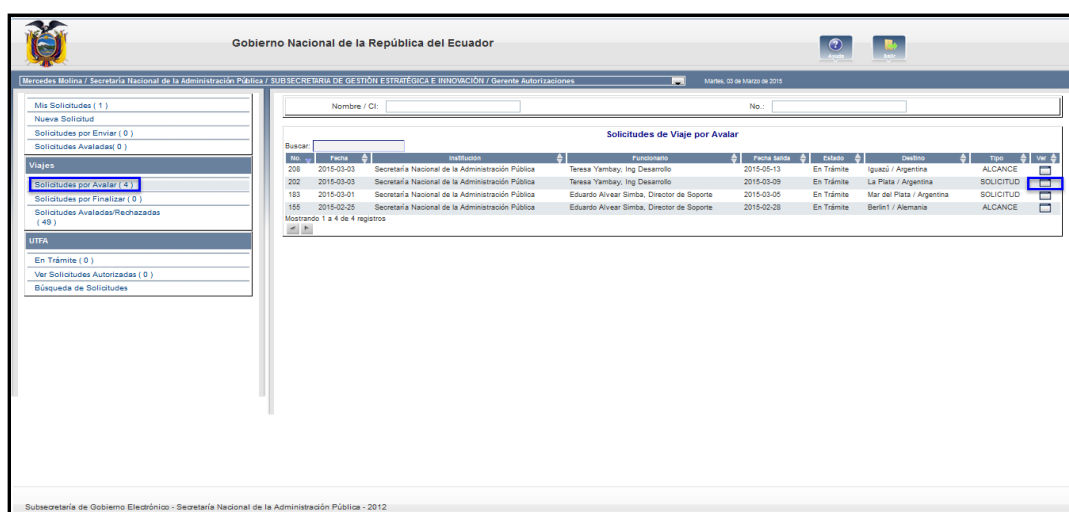 Gobierno Nacional de la República del Ecuador
Ayuda
Salir
Mercedes Molina / Secretaría Nacional de la Administración Pública / SUBSECRETARIA DE GESTIÓN ESTRATÉGICA E INNOVACIÓN / Gerente Autorizaciones
Martes, 03 de Marzo de 2015
Mis Solicitudes ( 1 )
Nueva Solicitud
Solicitudes por Enviar ( 0 )
Solicitudes Avaladas( 0 )
Viajes
Solicitudes por Avalar ( 4 )
Solicitudes por Finalizar ( 0 )
Solicitudes Avaladas/Rechazadas
( 49 )
UTFA
En Trámite ( 0 )
Ver Solicitudes Autorizadas ( 0 )
Búsqueda de Solicitudes
Nombre / CI: No.:
Solicitudes de Viaje por Avalar
Buscar:
No. Fecha Institución Funcionario Fecha Salida Estado Destino Tipo Ver
208 2015-03-03 Secretaría Nacional de la Administración Pública Teresa Yambay, Ing Desarrollo 2015-05-13 En Trámite Iguazú / Argentina ALCANCE
202 2015-03-03 Secretaría Nacional de la Administración Pública Teresa Yambay, Ing Desarrollo 2015-03-09 En Trámite La Plata / Argentina SOLICITUD
183 2015-03-01 Secretaría Nacional de la Administración Pública Eduardo Alvear Simba, Director de Soporte 2015-03-05 En Trámite Mar del Plata / Argentina SOLICITUD
155 2015-02-25 Secretaría Nacional de la Administración Pública Eduardo Alvear Simba, Director de Soporte 2015-02-28 En Trámite Berlin1 / Alemania ALCANCE
Mostrando 1 a 4 de 4 registros
Subsecretaría de Gobierno Electrónico - Secretaría Nacional de la Administración Pública - 2012